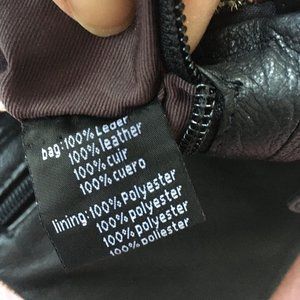 bag:100% Leder
100% leather
100% cuir
100% cuero
lining:100% Polyester
100% polyester
100% polyester
100% poliester